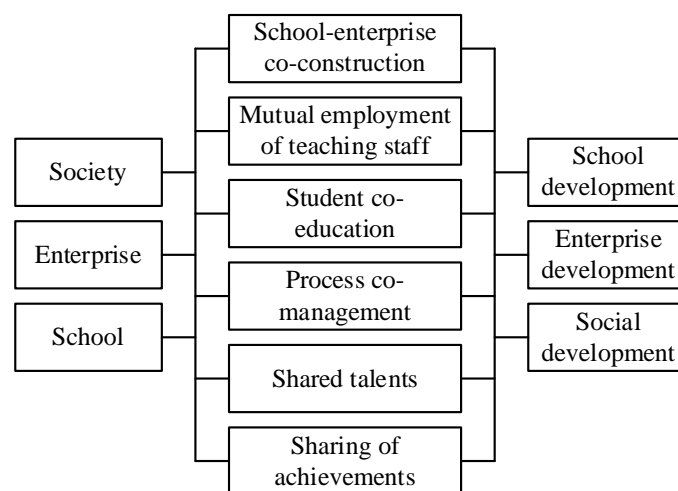 Society
Enterprise
School
School-enterprise
co-construction
Mutual employment
of teaching staff
Student co-
education
Process co-
management
Shared talents
Sharing of
achievements
School
development
Enterprise
development
Social
development